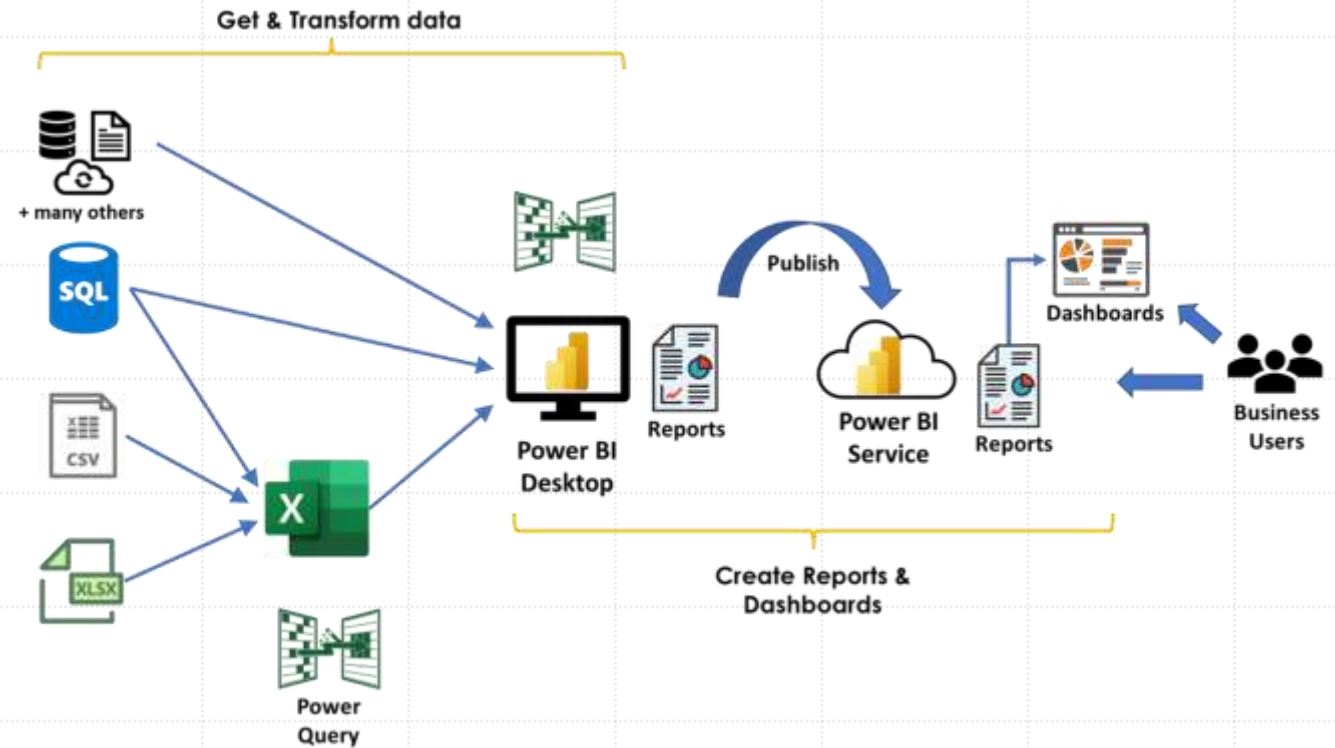 Get & Transform data
+ many others
SQL
CSV
X
XLSX
Power
Query
Power BI
Desktop
Reports
Publish
Power BI
Service
Reports
Dashboards
Business
Users
Create Reports &
Dashboards